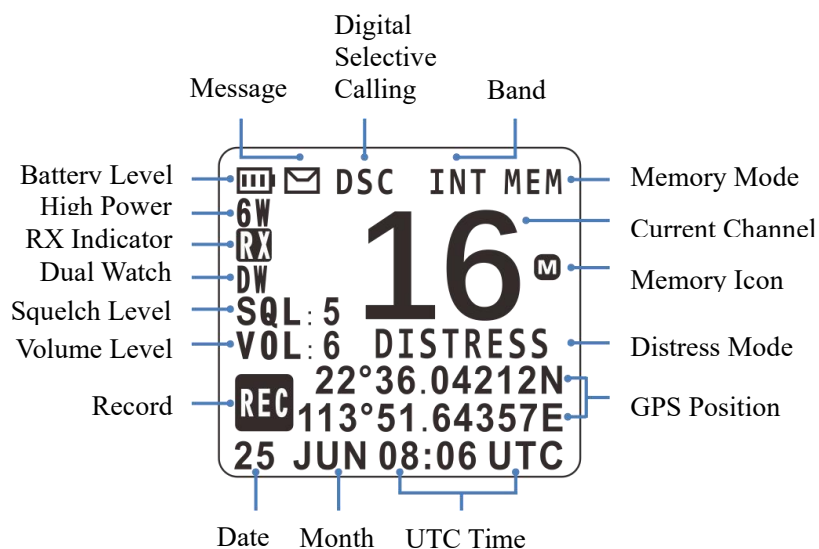 Digital
Selective
Calling
Message
Band
Battery Level
DSC INT MEM
Memory Mode
High Power
6W
16
Current Channel
RX Indicator
RX
Dual Watch
DW
M
Memory Icon
Squelch Level
SQL: 5
Volume Level
VOL: 6
DISTRESS
Distress Mode
22°36.04212N
Record
REC
113°51.64357E
GPS Position
25 JUN 08:06 UTC
Date
Month
UTC Time